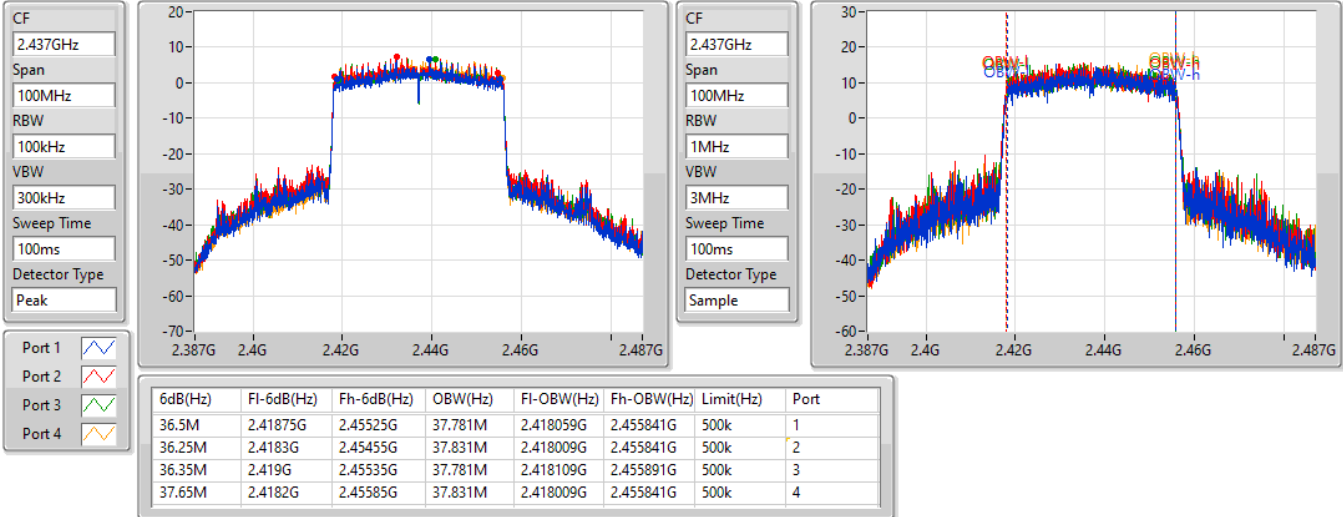 CF
2.437GHz
Span
100MHz
RBW
100kHz
VBW
300kHz
Sweep Time
100ms
Detector Type
Peak
20
10
0
-10
-20
-30
-40
-50
-60
-70
2.387G 2.4G 2.42G 2.44G 2.46G 2.487G
CF
2.437GHz
Span
100MHz
RBW
1MHz
VBW
3MHz
Sweep Time
100ms
Detector Type
Sample
30
20
10
0
-10
-20
-30
-40
-50
-60
OBW-l OBW-h
2.387G 2.4G 2.42G 2.44G 2.46G 2.487G
Port 1
Port 2
Port 3
Port 4
6dB(Hz) Fl-6dB(Hz) Fh-6dB(Hz) OBW(Hz) Fl-OBW(Hz) Fh-OBW(Hz) Limit(Hz) Port
36.5M 2.41875G 2.45525G 37.781M 2.418059G 2.455841G 500k 1
36.25M 2.4183G 2.45455G 37.831M 2.418009G 2.455841G 500k 2
36.35M 2.419G 2.45535G 37.781M 2.418109G 2.455891G 500k 3
37.65M 2.4182G 2.45585G 37.831M 2.418009G 2.455841G 500k 4